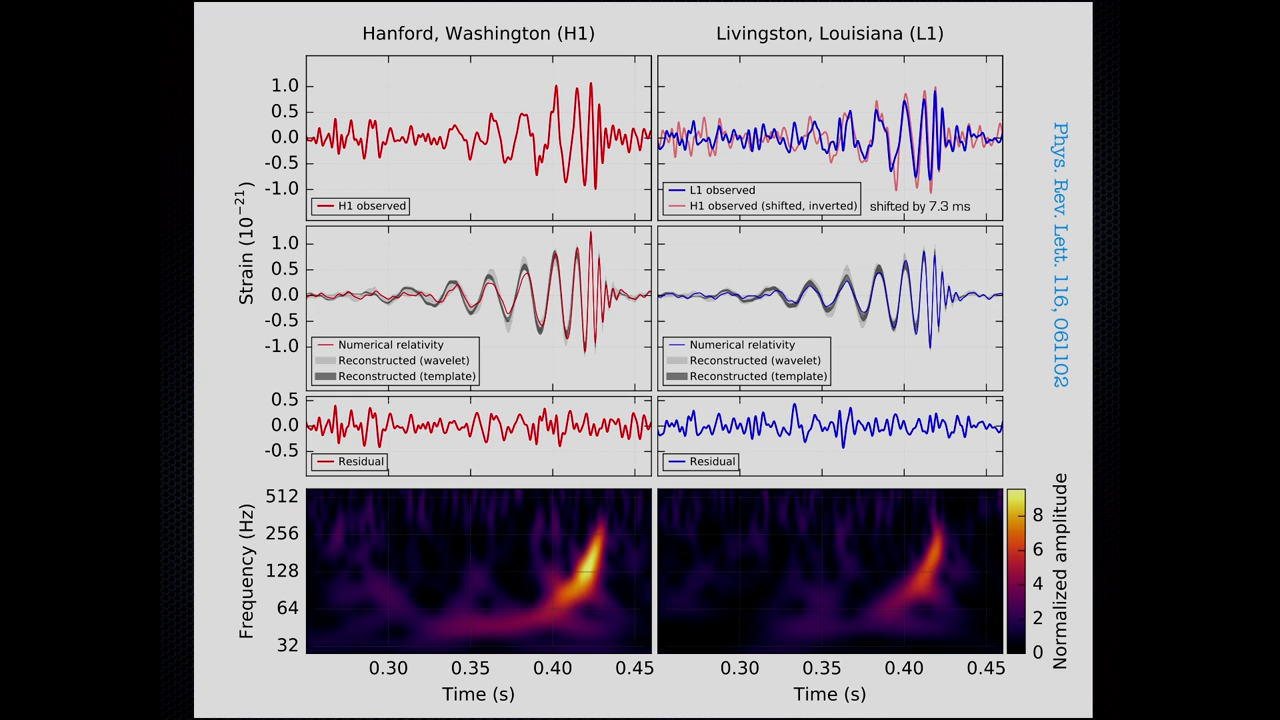 Hanford, Washington (H1)
Livingston, Louisiana (L1)
Strain (10⁻²¹)
1.0
0.5
0.0
-0.5
-1.0
H1 observed
L1 observed
H1 observed (shifted, inverted)
shifted by 7.3 ms
1.0
0.5
0.0
-0.5
-1.0
Numerical relativity
Reconstructed (wavelet)
Reconstructed (template)
Numerical relativity
Reconstructed (wavelet)
Reconstructed (template)
0.5
0.0
-0.5
Residual
Residual
Frequency (Hz)
512
256
128
64
32
0.30 0.35 0.40 0.45
Time (s)
0.30 0.35 0.40 0.45
Time (s)
8
6
4
2
0
Normalized amplitude
Phys. Rev. Lett. 116, 061102